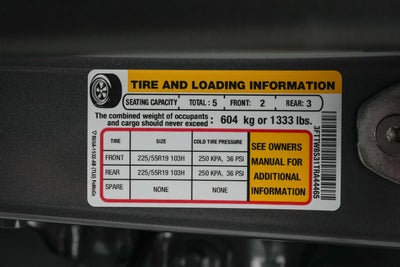 TIRE AND LOADING INFORMATION
SEATING CAPACITY TOTAL : 5 FRONT: 2 REAR: 3
The combined weight of occupants
and cargo should never exceed : 604 kg or 1333 lbs.
TIRE SIZE COLD TIRE PRESSURE
FRONT 225/55R19 103H 250 KPA, 36 PSI
REAR 225/55R19 103H 250 KPA, 36 PSI
SPARE NONE NONE
SEE OWNERS
MANUAL FOR
ADDITIONAL
INFORMATION
3FTTW8S31TRA44465